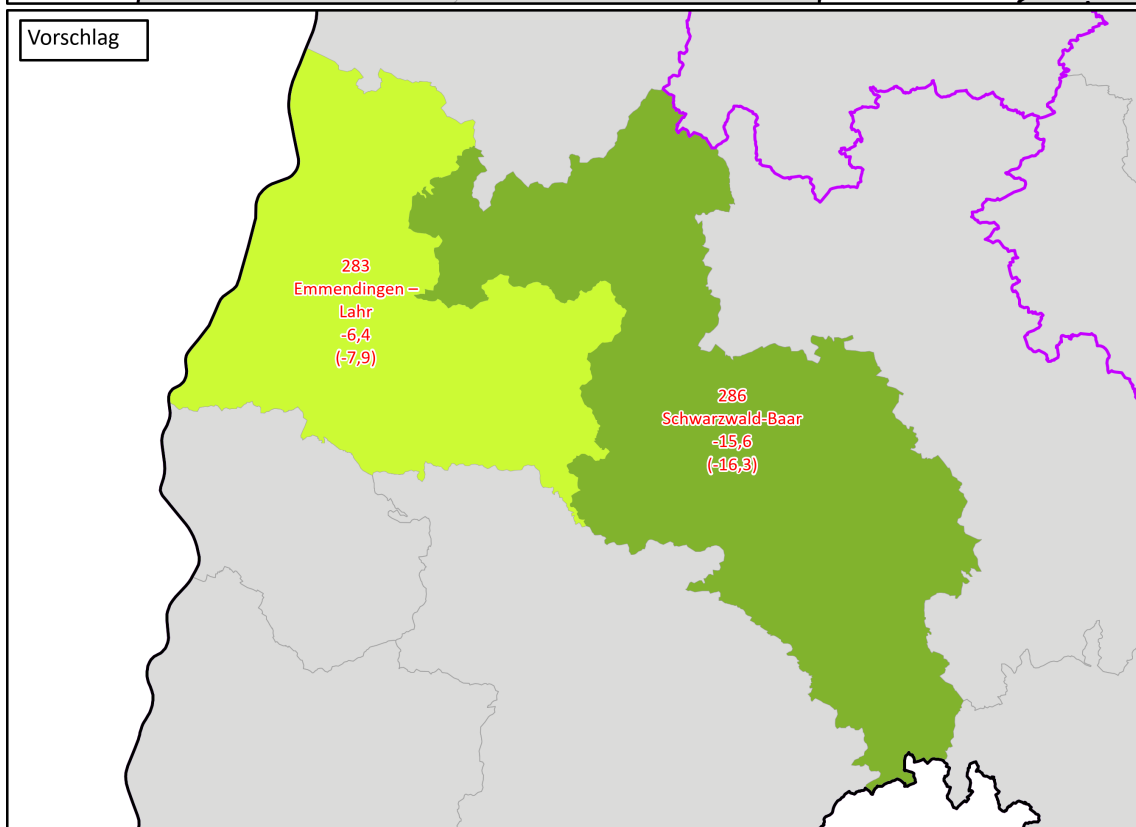 Vorschlag
283
Emmendingen –
Lahr
-6,4
(-7,9)
286
Schwarzwald-Baar
-15,6
(-16,3)